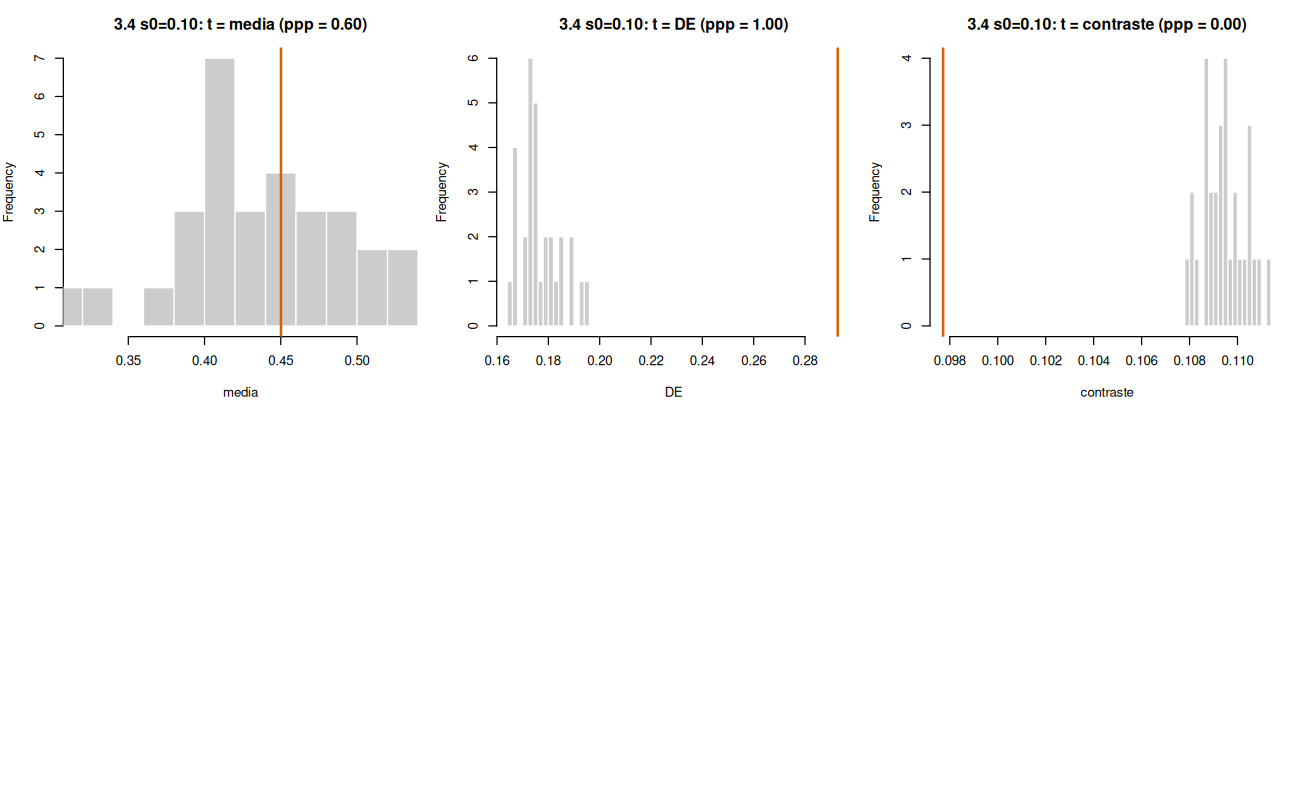 3.4 s0=0.10: t = media (ppp = 0.60)
Frequency
0 1 2 3 4 5 6 7
0.35 0.40 0.45 0.50
media
3.4 s0=0.10: t = DE (ppp = 1.00)
Frequency
0 1 2 3 4 5 6
0.16 0.18 0.20 0.22 0.24 0.26 0.28
DE
3.4 s0=0.10: t = contraste (ppp = 0.00)
Frequency
0 1 2 3 4
0.098 0.100 0.102 0.104 0.106 0.108 0.110
contraste